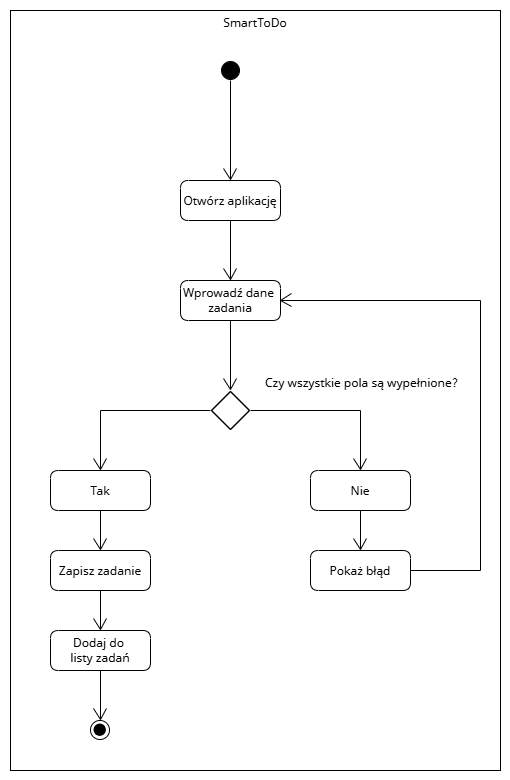 SmartToDo
Otwórz aplikację
Wprowadź dane
zadania
Czy wszystkie pola są wypełnione?
Tak
Nie
Zapisz zadanie
Pokaż błąd
Dodaj do
listy zadań